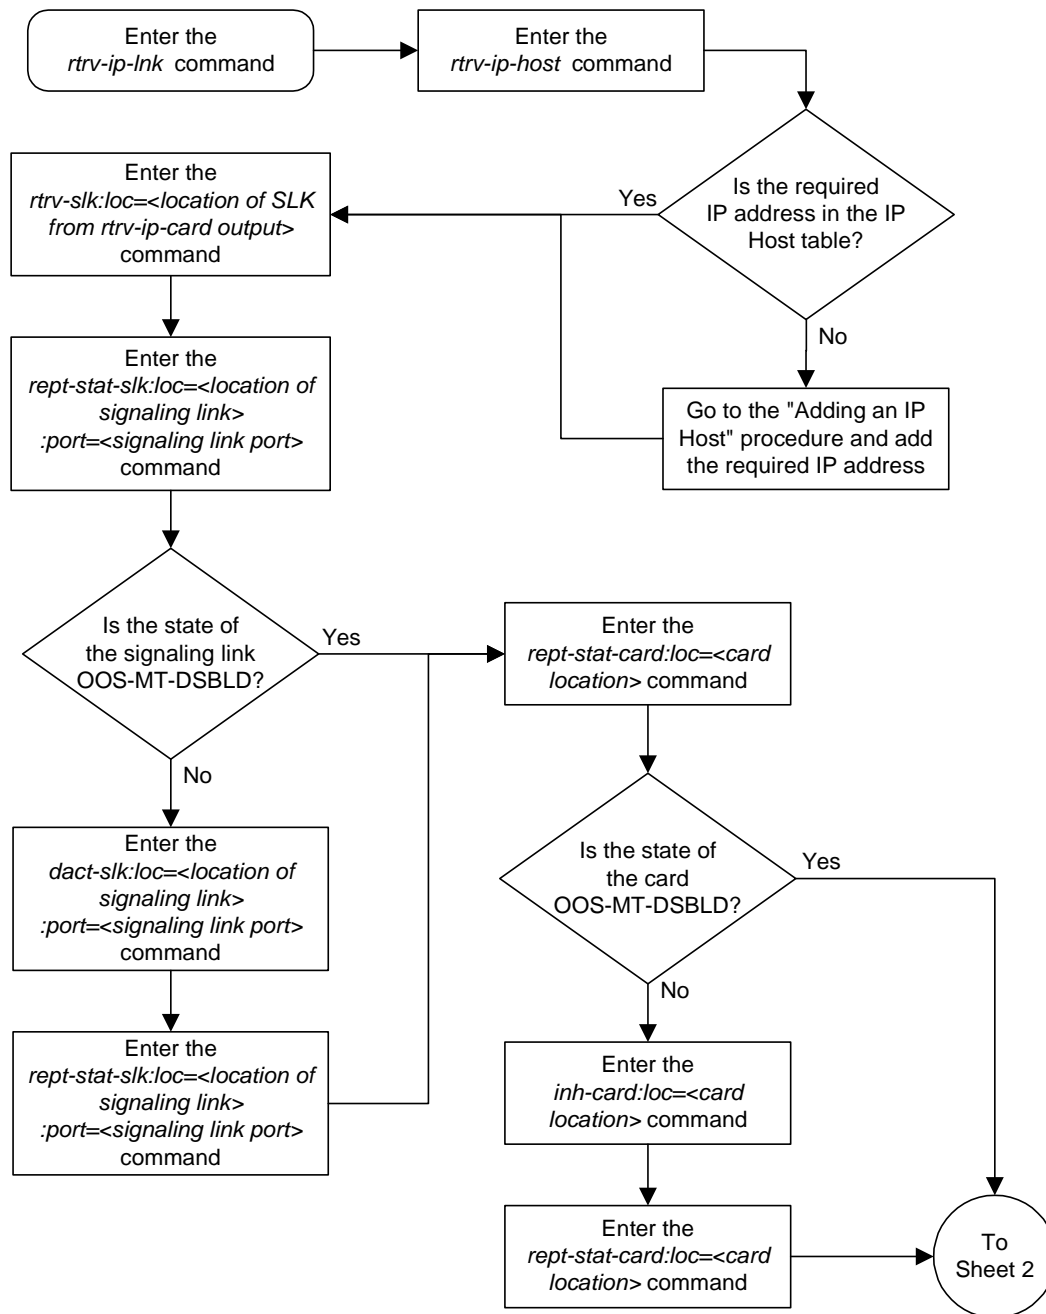 Enter the
rtrv-ip-lnk command
Enter the
rtrv-ip-host command
Is the required
IP address in the IP
Host table?
Yes
No
Go to the "Adding an IP
Host" procedure and add
the required IP address
Enter the
rtrv-slk:loc=<location of SLK
from rtrv-ip-card output>
command
Enter the
rept-stat-slk:loc=<location of
signaling link>
:port=<signaling link port>
command
Is the state of
the signaling link
OOS-MT-DSBLD?
Yes
No
Enter the
dact-slk:loc=<location of
signaling link>
:port=<signaling link port>
command
Enter the
rept-stat-slk:loc=<location of
signaling link>
:port=<signaling link port>
command
Enter the
rept-stat-card:loc=<card
location> command
Is the state of
the card
OOS-MT-DSBLD?
Yes
No
Enter the
inh-card:loc=<card
location> command
Enter the
rept-stat-card:loc=<card
location> command
To
Sheet 2